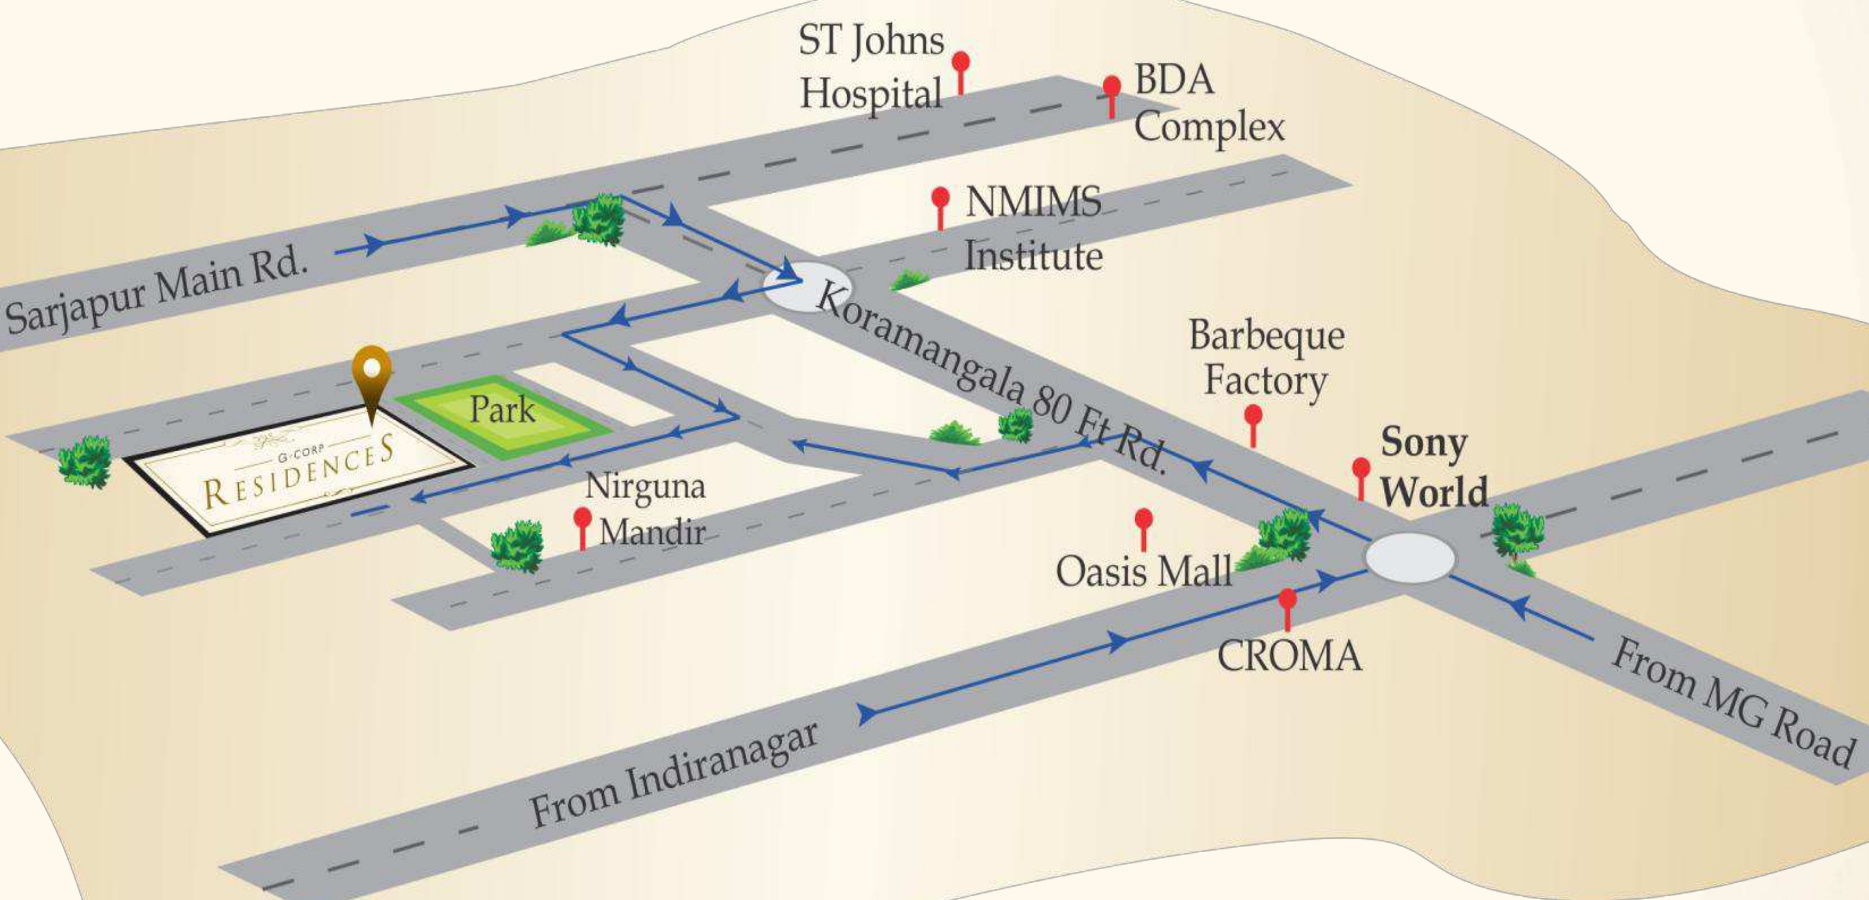 ST Johns
Hospital
BDA
Complex
NMIMS
Institute
Sarjapur Main Rd.
Koramangala 80 Ft Rd.
Barbeque
Factory
Sony
World
Park
G·CORP
RESIDENCES
Nirguna
Mandir
Oasis Mall
CROMA
From MG Road
From Indiranagar